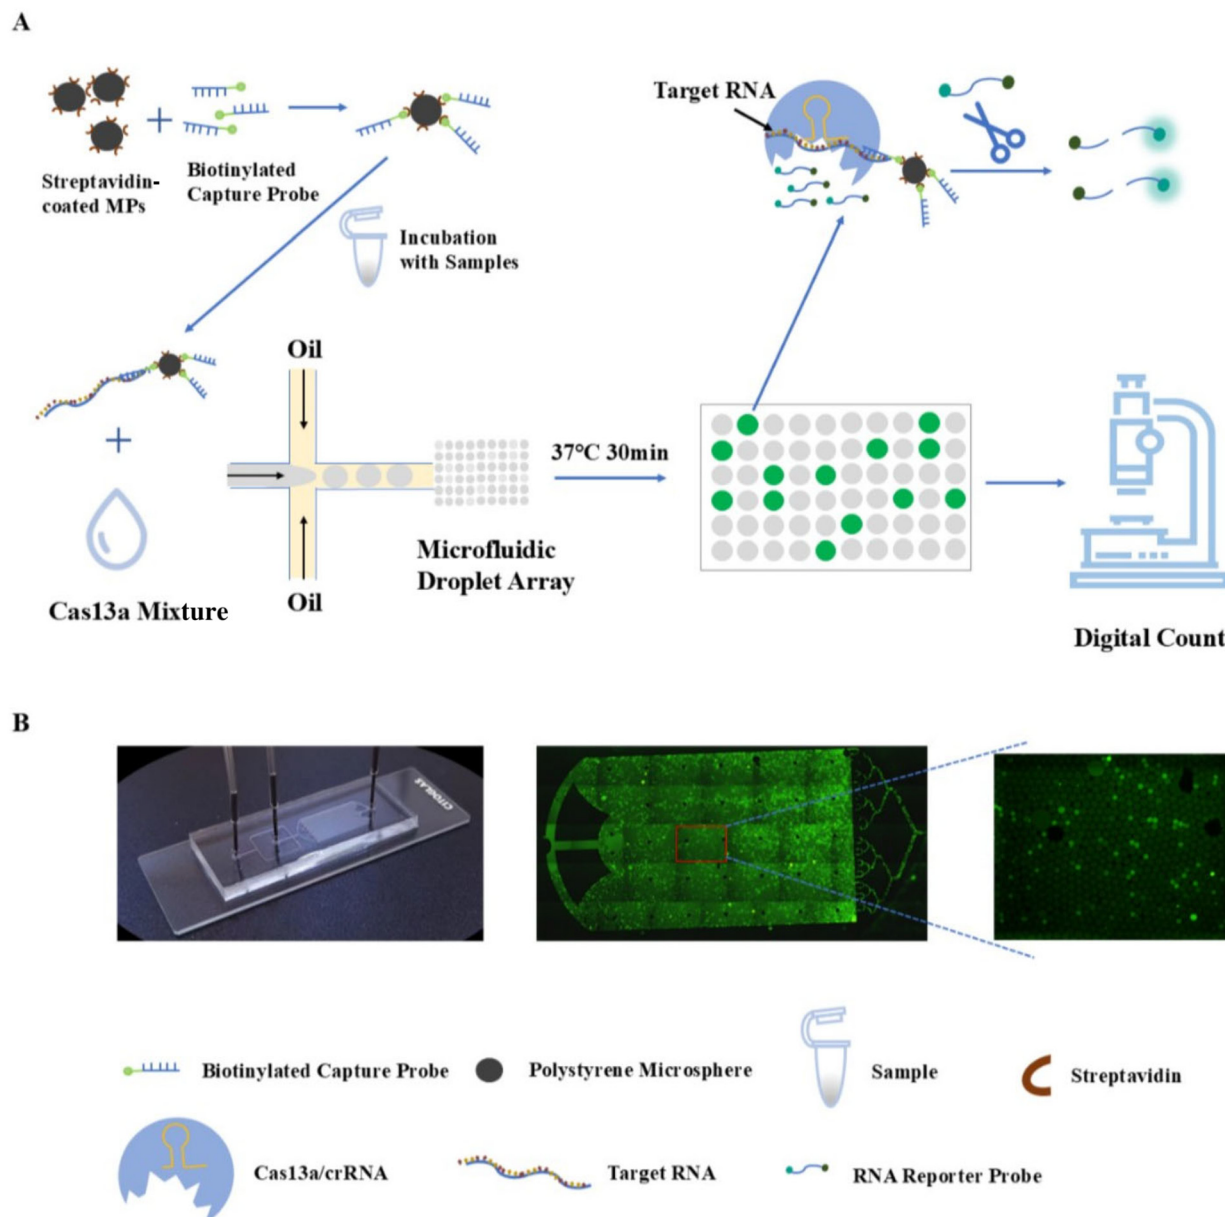 A
Target RNA
Streptavidin-
coated MPs
Biotinylated
Capture Probe
Incubation
with Samples
Oil
37°C 30min
Microfluidic
Droplet Array
Oil
Cas13a Mixture
Digital Count
B
CITOGLAS
Biotinylated Capture Probe
Polystyrene Microsphere
Sample
Streptavidin
Cas13a/crRNA
Target RNA
RNA Reporter Probe